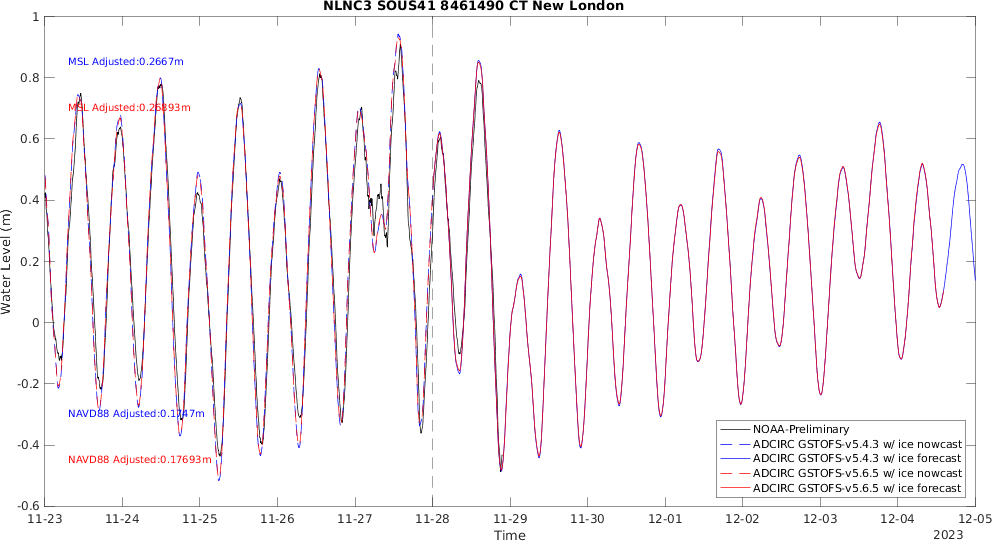 NLNC3 SOUS41 8461490 CT New London
1
0.8
0.6
0.4
0.2
0
-0.2
-0.4
-0.6
Water Level (m)
MSL Adjusted:0.2667m
MSL Adjusted:0.26893m
NAVD88 Adjusted:0.1747m
NAVD88 Adjusted:0.17693m
NOAA-Preliminary
ADCIRC GSTOFS-v5.4.3 w/ ice nowcast
ADCIRC GSTOFS-v5.4.3 w/ ice forecast
ADCIRC GSTOFS-v5.6.5 w/ ice nowcast
ADCIRC GSTOFS-v5.6.5 w/ ice forecast
11-23 11-24 11-25 11-26 11-27 11-28 11-29 11-30 12-01 12-02 12-03 12-04 12-05
Time
2023